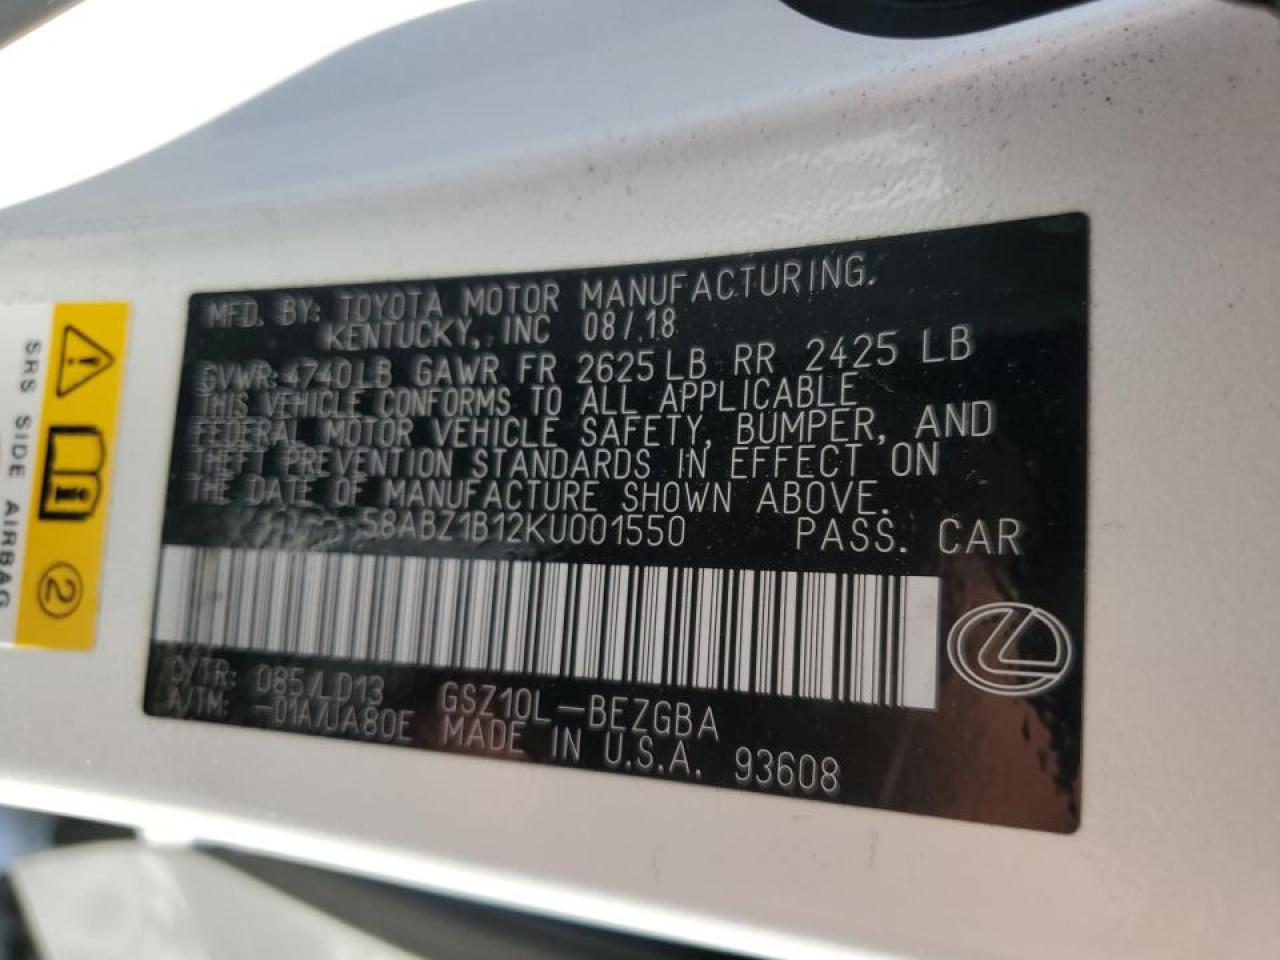 MFD. BY: TOYOTA MOTOR MANUFACTURING.
KENTUCKY, INC 08/18
GVWR:4740LB GAWR FR 2625LB RR 2425 LB
THIS VEHICLE CONFORMS TO ALL APPLICABLE
FEDERAL MOTOR VEHICLE SAFETY, BUMPER, AND
THEFT PREVENTION STANDARDS IN EFFECT ON
THE DATE OF MANUFACTURE SHOWN ABOVE.
58ABZ1B12KU001550 PASS. CAR
C/TR: 085/LD13 GSZ10L-BEZGBA
A/TM: -01A/UA80E MADE IN U.S.A. 93608
SRS SIDE AIRBAG
2